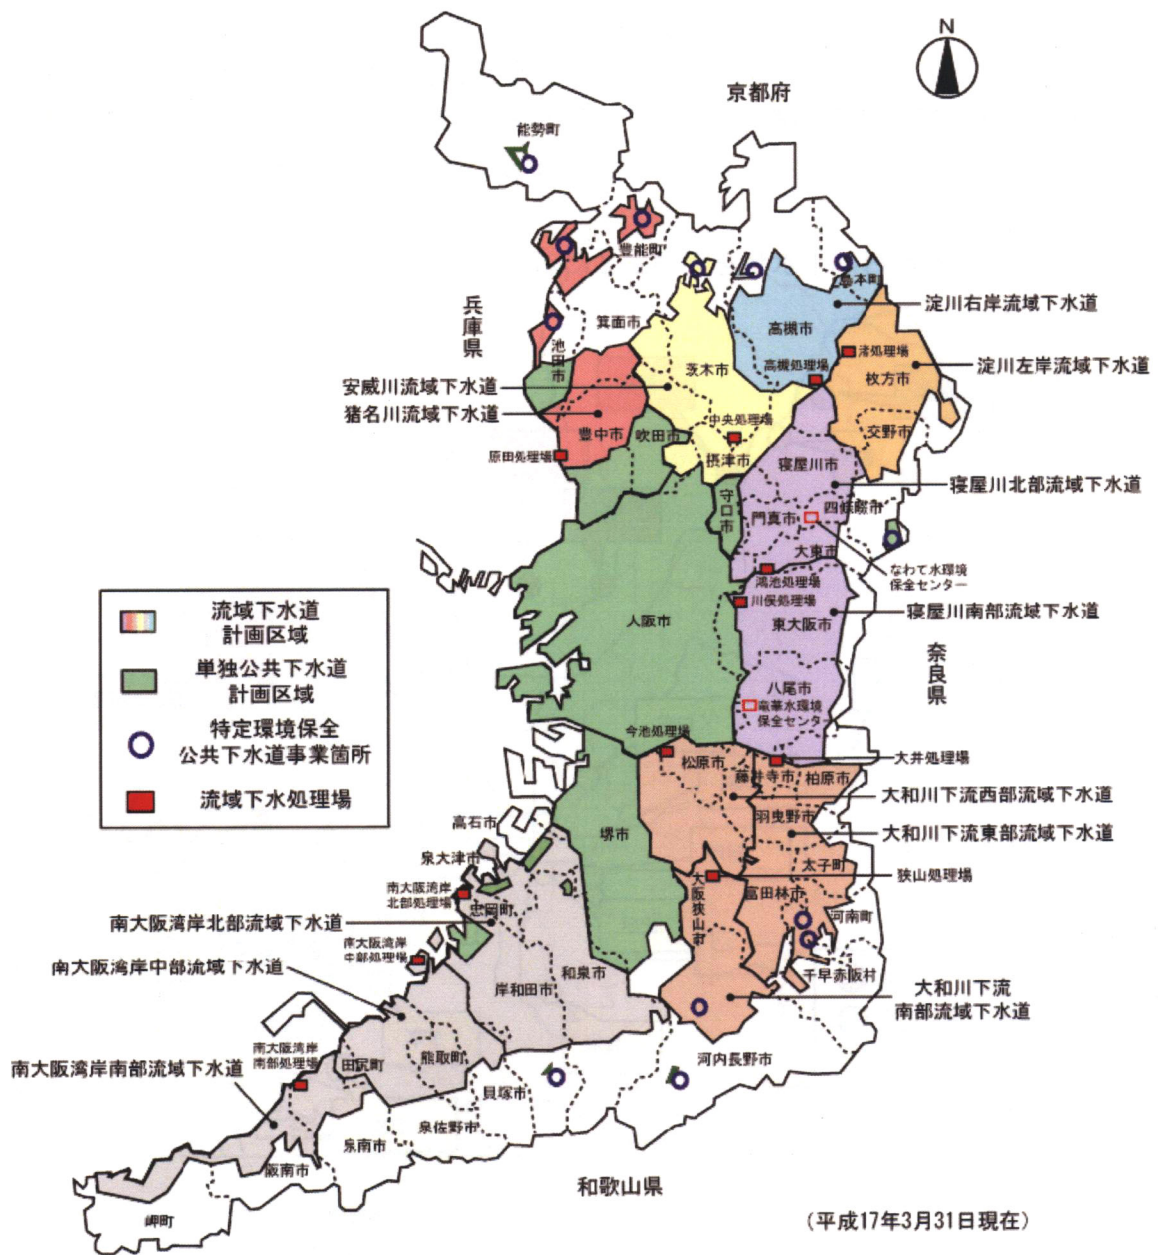 N
京都府
能勢町
豊能町
島本町
兵庫県
箕面市
高槻市
淀川右岸流域下水道
池田市
茨木市
渚処理場
高槻処理場
枚方市
淀川左岸流域下水道
安威川流域下水道
猪名川流域下水道
中央処理場
豊中市
吹田市
交野市
原田処理場
摂津市
寝屋川市
寝屋川北部流域下水道
守口市
四條畷市
門真市
大東市
なわて水環境
保全センター
鴻池処理場
川俣処理場
流域下水道
計画区域
単独公共下水道
計画区域
特定環境保全
公共下水道事業箇所
流域下水処理場
人阪市
東大阪市
寝屋川南部流域下水道
奈良県
八尾市
竜華水環境
保全センター
今池処理場
松原市
藤井寺市
柏原市
大井処理場
大和川下流西部流域下水道
高石市
堺市
羽曳野市
大和川下流東部流域下水道
泉大津市
太子町
狭山処理場
南大阪湾岸
北部処理場
忠岡町
大阪狭山市
富田林市
河南町
南大阪湾岸北部流域下水道
南大阪湾岸
中部処理場
南大阪湾岸中部流域下水道
和泉市
岸和田市
千早赤阪村
大和川下流
南部流域下水道
南大阪湾岸
南部処理場
田尻町
熊取町
河内長野市
南大阪湾岸南部流域下水道
貝塚市
泉佐野市
泉南市
阪南市
岬町
和歌山県
(平成17年3月31日現在)